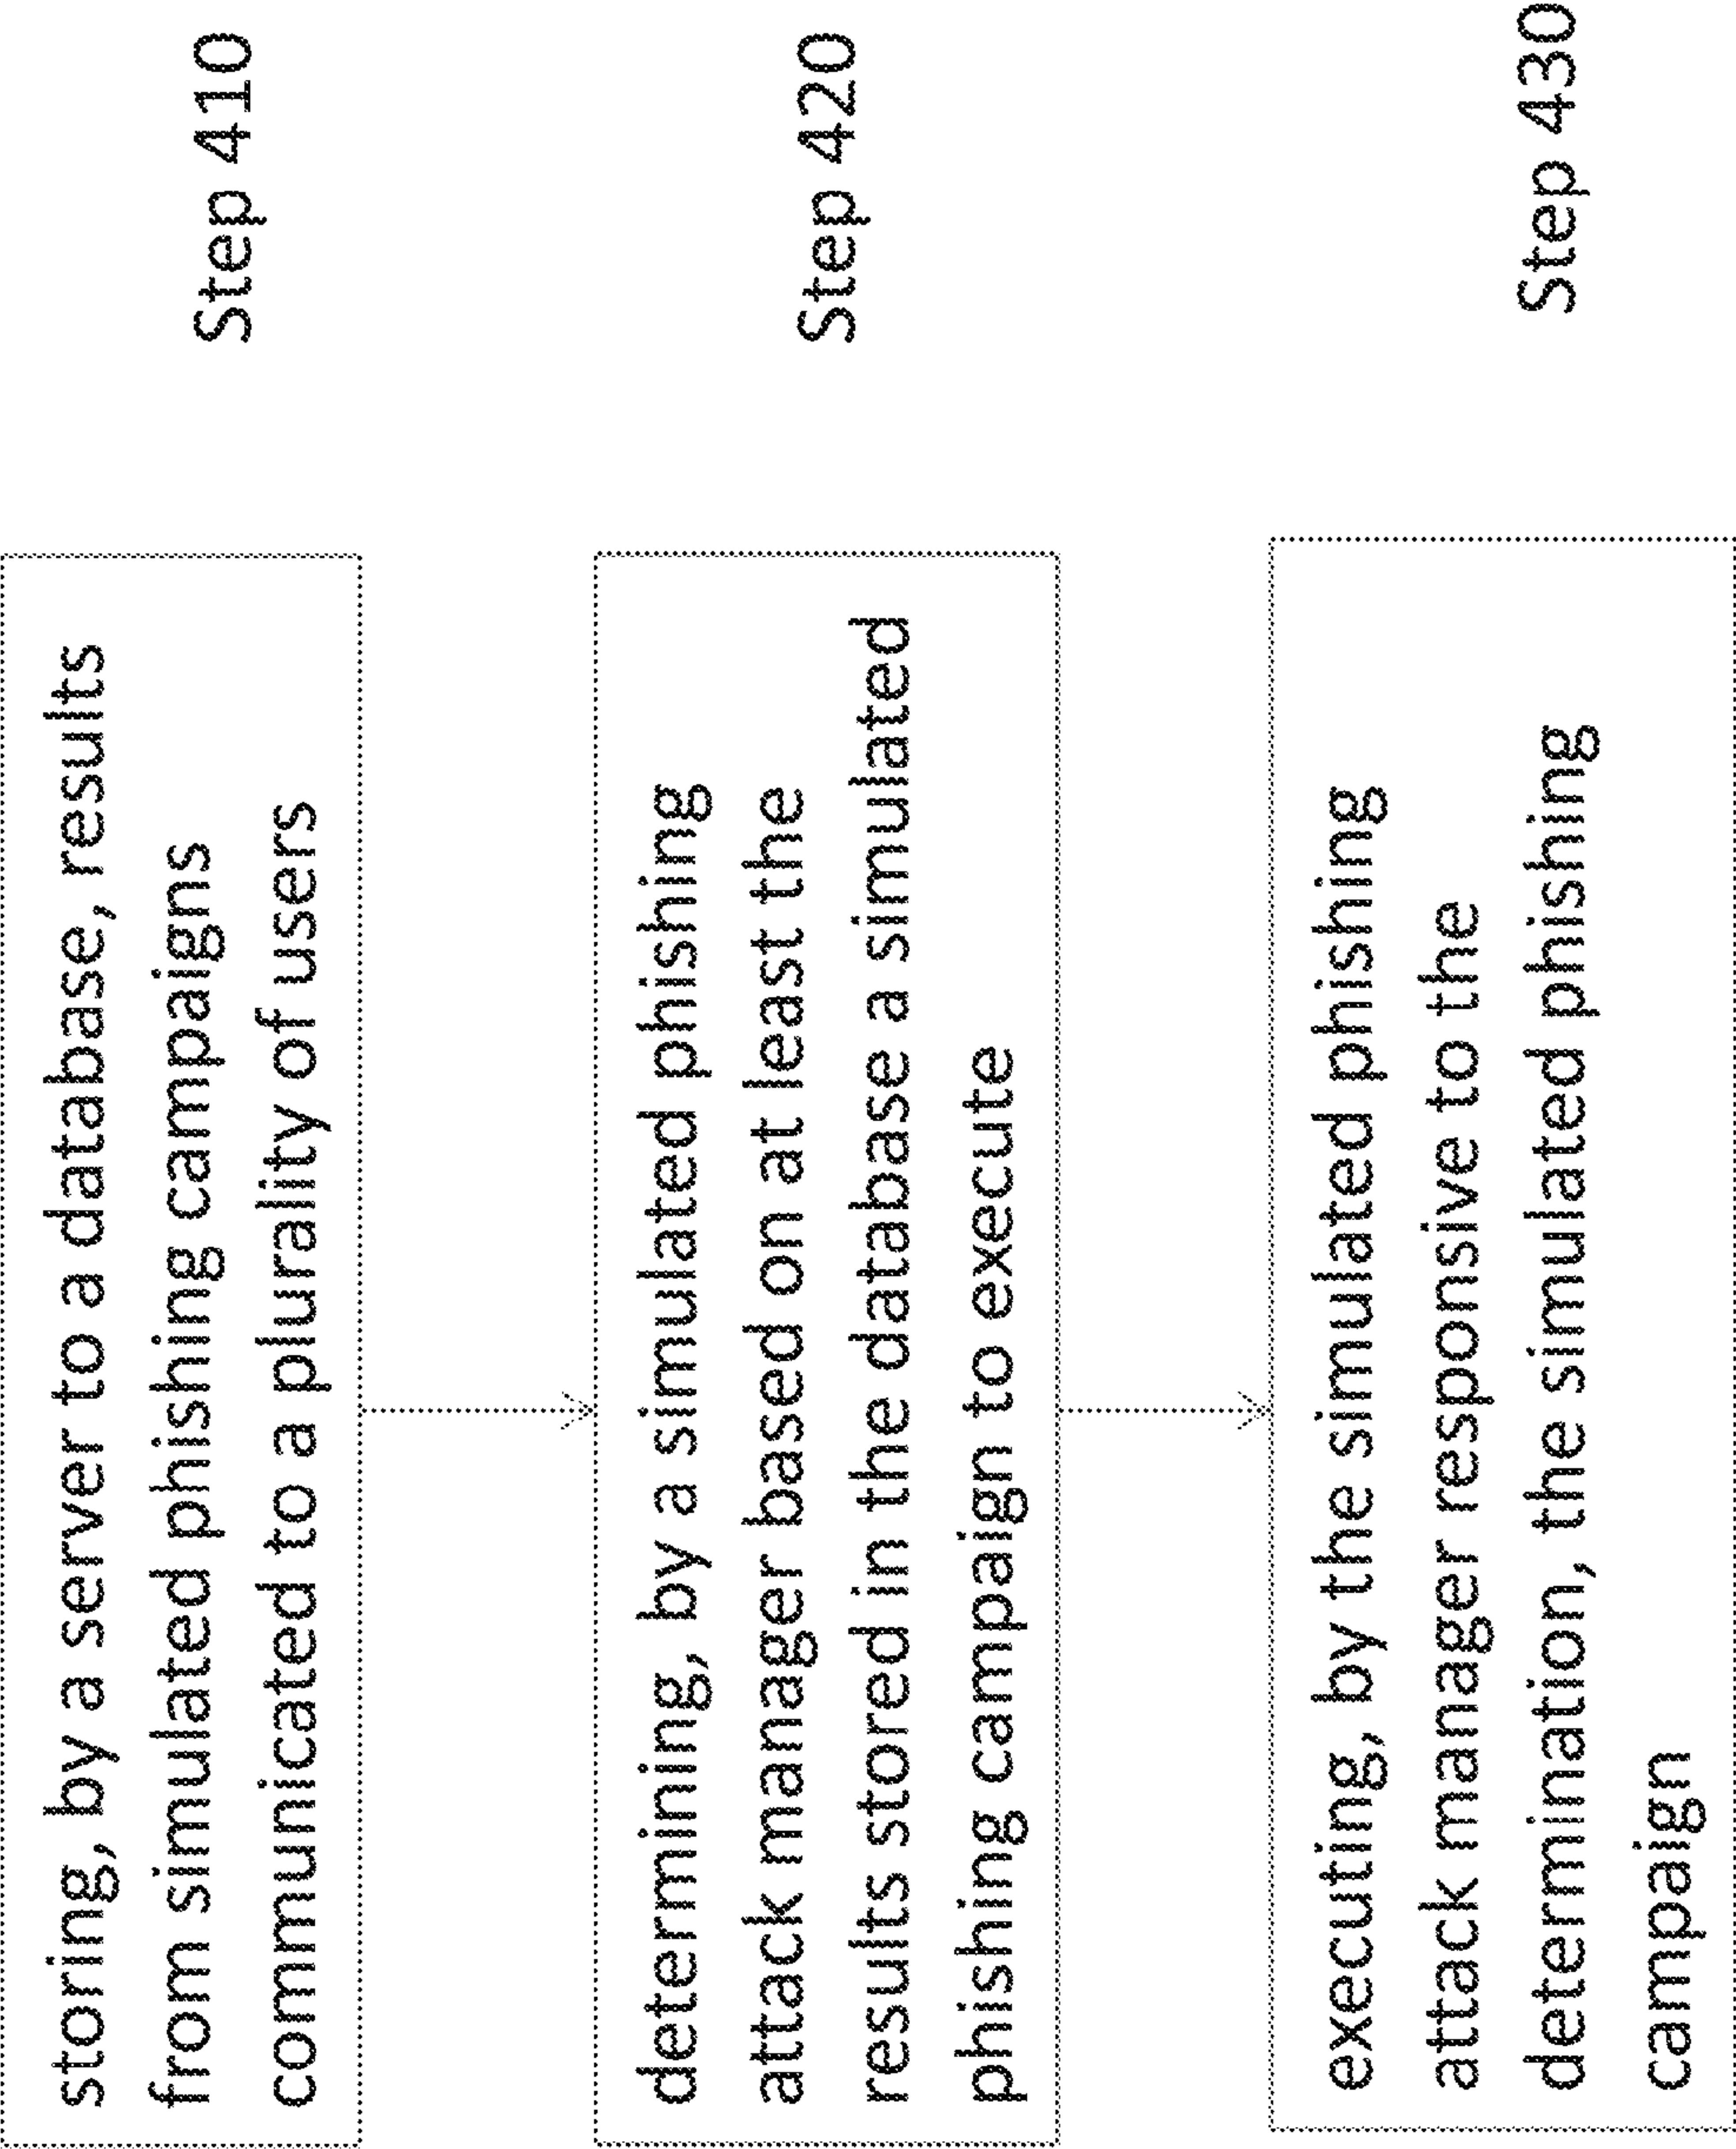 storing, by a server to a database, results
from simulated phishing campaigns
communicated to a plurality of users
Step 410
determining, by a simulated phishing
attack manager based on at least the
results stored in the database a simulated
phishing campaign to execute
Step 420
executing, by the simulated phishing
attack manager responsive to the
determination, the simulated phishing
campaign
Step 430